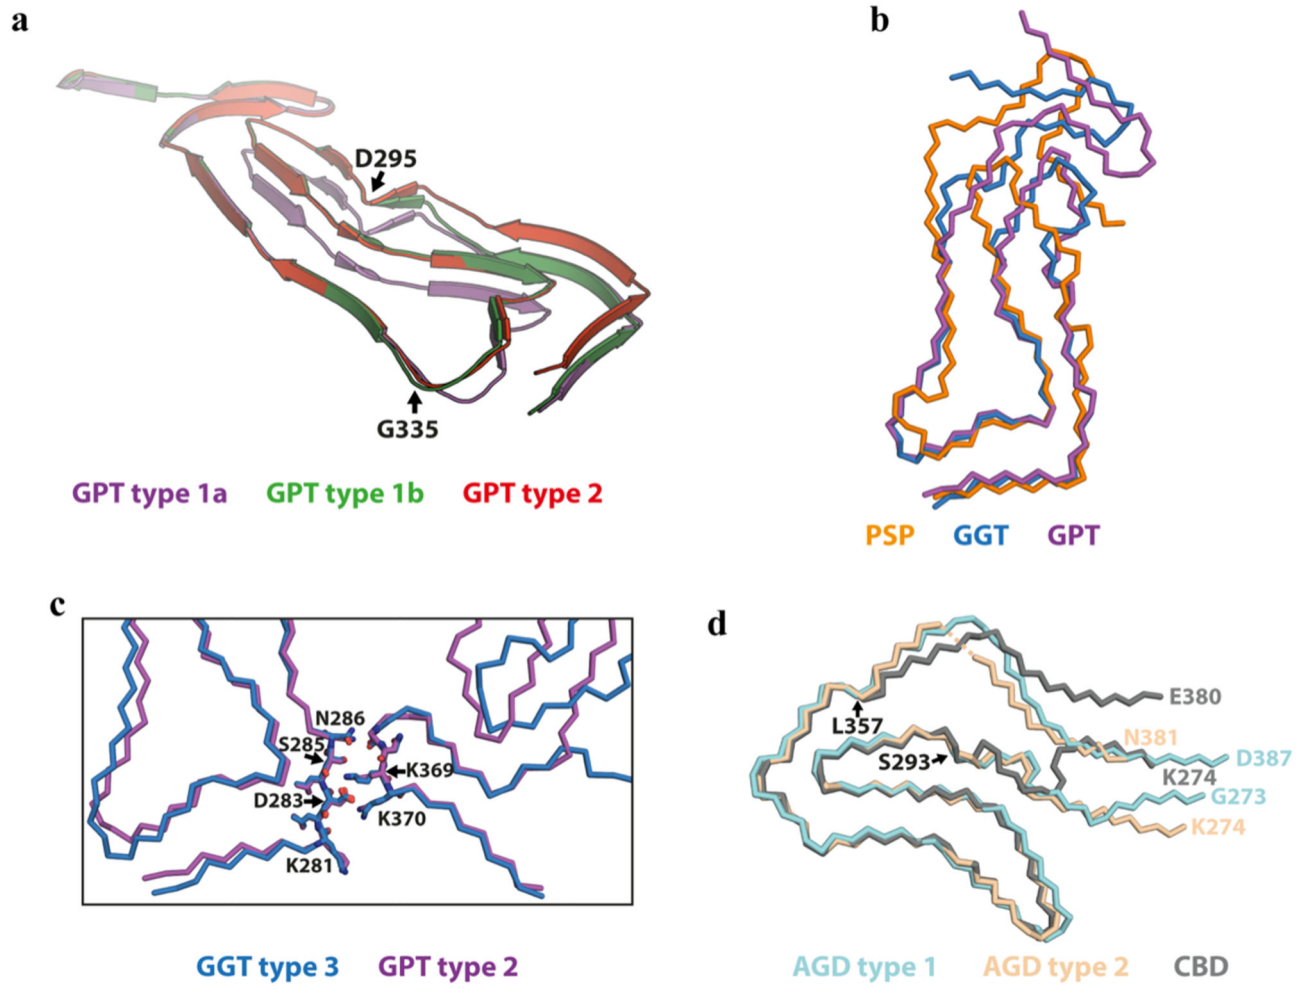 a
D295
G335
GPT type 1a GPT type 1b GPT type 2
b
PSP GGT GPT
c
N286
S285
K369
D283
K370
K281
GGT type 3 GPT type 2
d
E380
L357
N381
S293
D387
K274
G273
K274
AGD type 1 AGD type 2 CBD